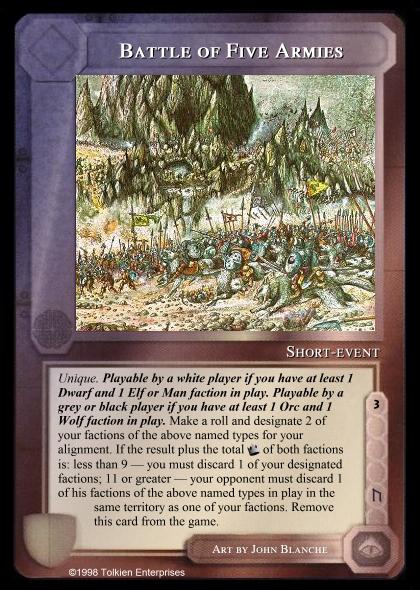 BATTLE OF FIVE ARMIES
SHORT-EVENT
Unique. Playable by a white player if you have at least 1
Dwarf and 1 Elf or Man faction in play. Playable by a
grey or black player if you have at least 1 Orc and 1
Wolf faction in play. Make a roll and designate 2 of
your factions of the above named types for your
alignment. If the result plus the total of both factions
is: less than 9 — you must discard 1 of your designated
factions; 11 or greater — your opponent must discard 1
of his factions of the above named types in play in the
same territory as one of your factions. Remove
this card from the game.
3
ART BY JOHN BLANCHE
©1998 Tolkien Enterprises